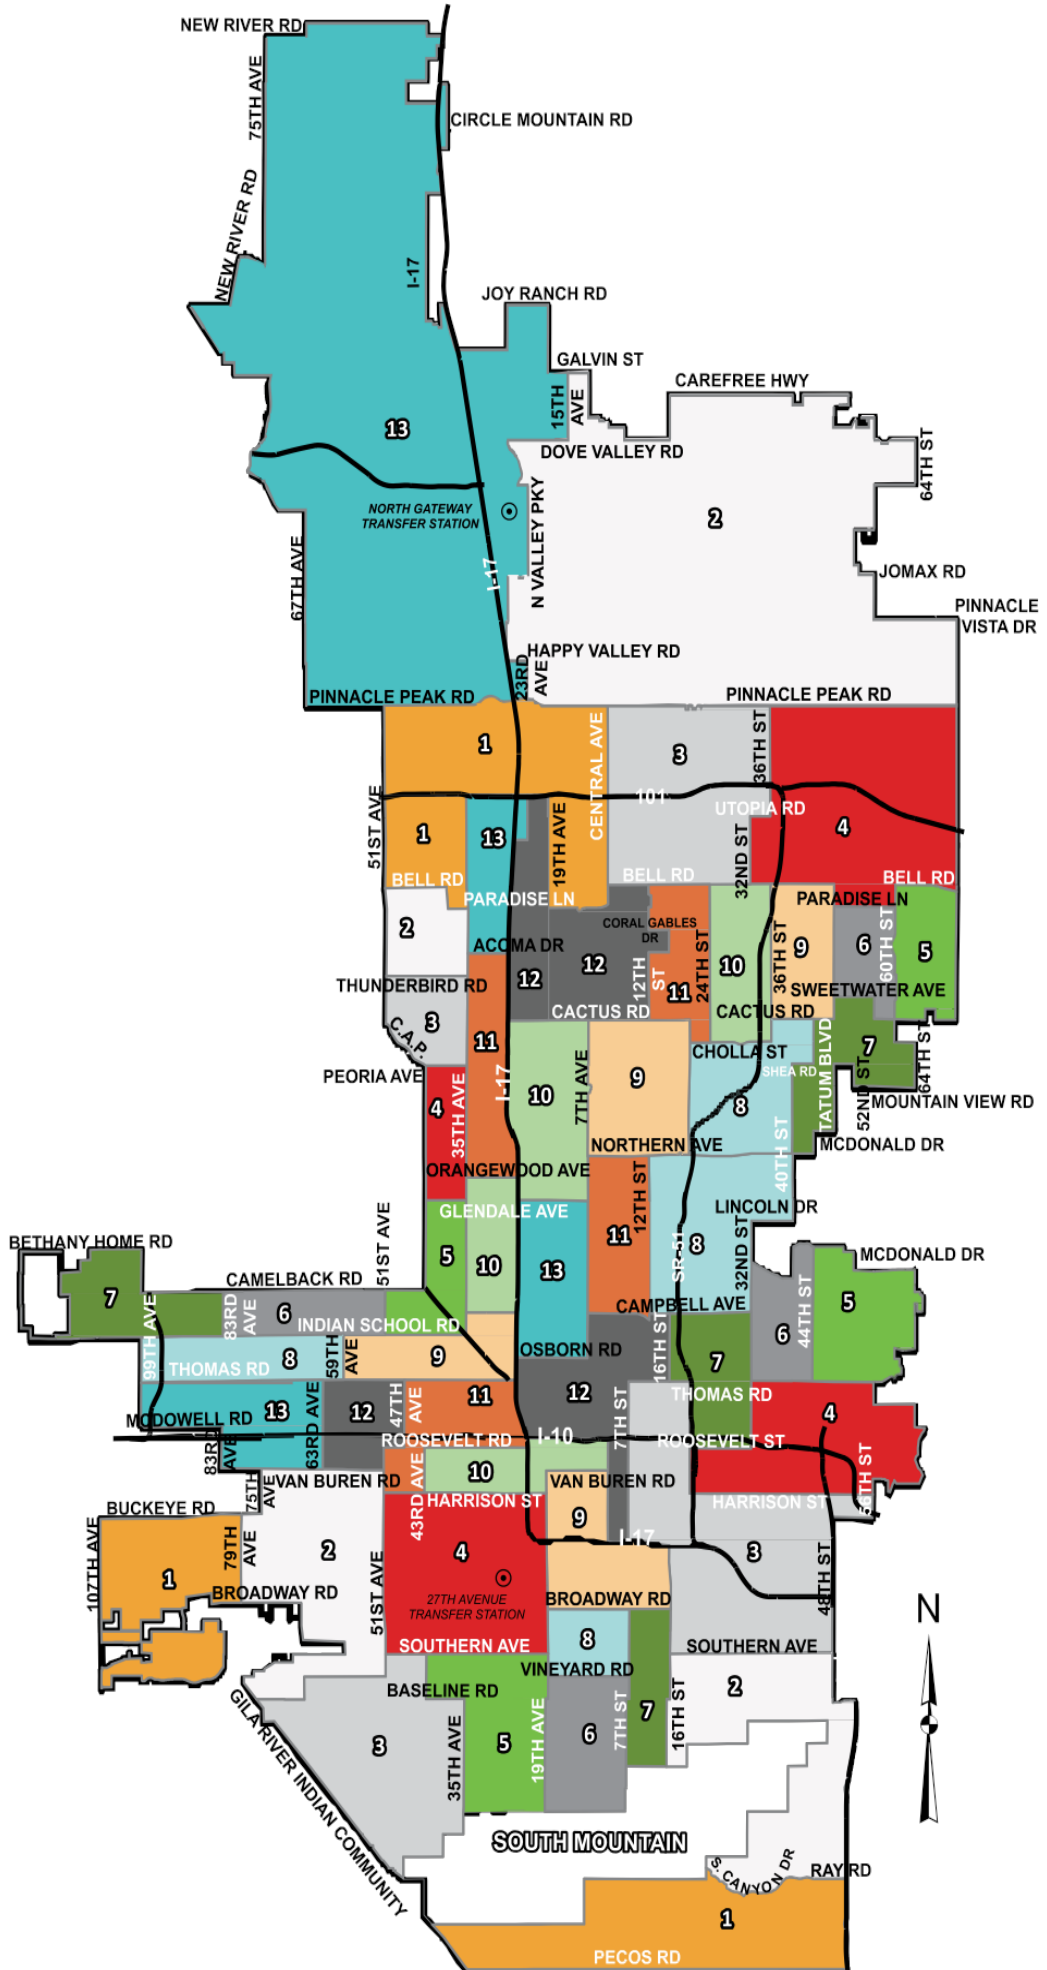 NEW RIVER RD
75TH AVE
CIRCLE MOUNTAIN RD
NEW RIVER RD
I-17
JOY RANCH RD
GALVIN ST
CAREFREE HWY
15TH
AVE
13
DOVE VALLEY RD
64TH ST
NORTH GATEWAY
TRANSFER STATION
N VALLEY PKY
2
I-17
67TH AVE
JOMAX RD
PINNACLE
VISTA DR
HAPPY VALLEY RD
23RD
AVE
PINNACLE PEAK RD
PINNACLE PEAK RD
1
CENTRAL AVE
3
36TH ST
101
UTOPIA RD
51ST AVE
1
13
19TH AVE
32ND ST
4
BELL RD
BELL RD
BELL RD
PARADISE LN
PARADISE LN
2
ACOMA DR
CORAL GABLES
DR
12
12
12TH
ST
11
24TH ST
10
36TH ST
9
6
60TH ST
5
THUNDERBIRD RD
SWEETWATER AVE
CACTUS RD
CACTUS RD
3
C.A.P.
11
I-17
CHOLLA ST
SHEA RD
TATUM BLVD
7
64TH ST
PEORIA AVE
4
35TH AVE
10
7TH AVE
9
8
52ND ST
MOUNTAIN VIEW RD
NORTHERN AVE
MCDONALD DR
ORANGEWOOD AVE
40TH ST
12TH ST
GLENDALE AVE
LINCOLN DR
BETHANY HOME RD
51ST AVE
5
10
13
11
SR-51
8
32ND ST
MCDONALD DR
CAMELBACK RD
7
99TH AVE
83RD
AVE
6
INDIAN SCHOOL RD
CAMPBELL AVE
6
44TH ST
5
THOMAS RD
8
59TH
AVE
9
OSBORN RD
16TH ST
7
THOMAS RD
MCDOWELL RD
13
63RD AVE
12
47TH
AVE
11
12
7TH ST
4
83RD
AVE
ROOSEVELT RD
I-10
ROOSEVELT ST
75TH
AVE
VAN BUREN RD
43RD AVE
10
VAN BUREN RD
56TH ST
BUCKEYE RD
HARRISON ST
HARRISON ST
9
107TH AVE
79TH
AVE
1
2
51ST AVE
4
I-17
3
48TH ST
BROADWAY RD
27TH AVENUE
TRANSFER STATION
BROADWAY RD
N
SOUTHERN AVE
8
SOUTHERN AVE
VINEYARD RD
BASELINE RD
2
GILA RIVER INDIAN COMMUNITY
3
35TH AVE
5
19TH AVE
6
7TH ST
7
16TH ST
SOUTH MOUNTAIN
S. CANYON DR
RAY RD
1
PECOS RD